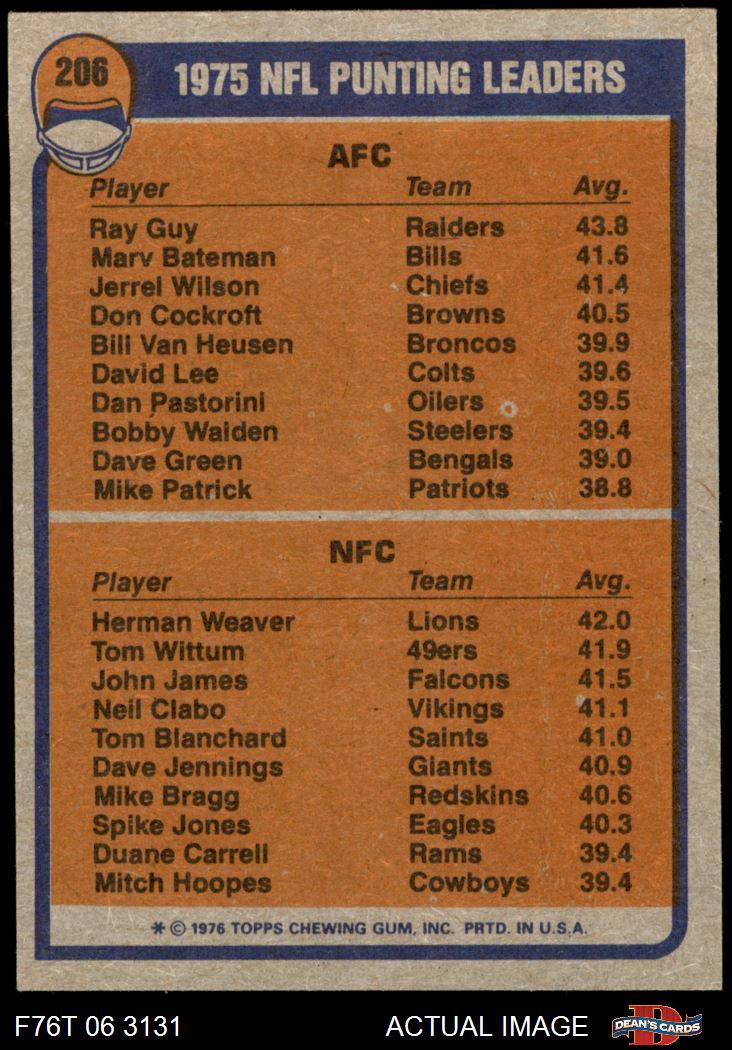 206
1975 NFL PUNTING LEADERS
AFC
Player Team Avg.
Ray Guy Raiders 43.8
Marv Bateman Bills 41.6
Jerrel Wilson Chiefs 41.4
Don Cockroft Browns 40.5
Bill Van Heusen Broncos 39.9
David Lee Colts 39.6
Dan Pastorini Oilers 39.5
Bobby Walden Steelers 39.4
Dave Green Bengals 39.0
Mike Patrick Patriots 38.8
NFC
Player Team Avg.
Herman Weaver Lions 42.0
Tom Wittum 49ers 41.9
John James Falcons 41.5
Neil Clabo Vikings 41.1
Tom Blanchard Saints 41.0
Dave Jennings Giants 40.9
Mike Bragg Redskins 40.6
Spike Jones Eagles 40.3
Duane Carrell Rams 39.4
Mitch Hoopes Cowboys 39.4
* © 1976 TOPPS CHEWING GUM, INC. PRTD. IN U.S.A.
F76T 06 3131 ACTUAL IMAGE D DEAN'S CARDS